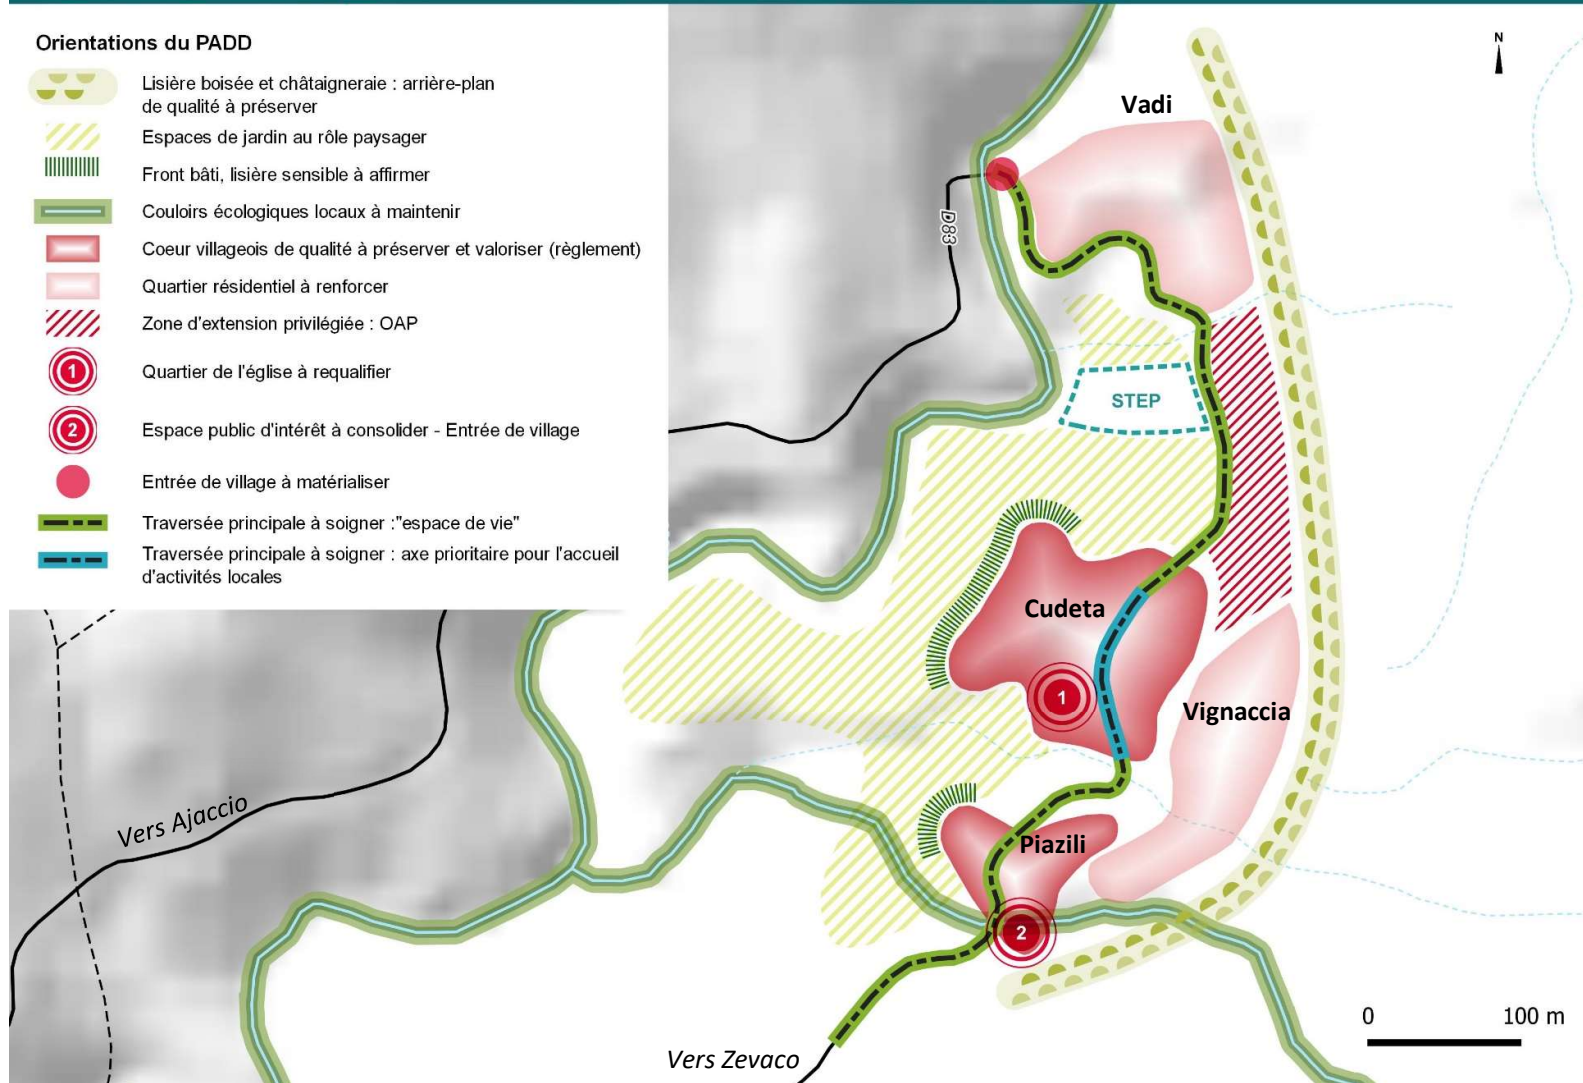 Orientations du PADD
Lisière boisée et châtaigneraie : arrière-plan
de qualité à préserver
Espaces de jardin au rôle paysager
Front bâti, lisière sensible à affirmer
Couloirs écologiques locaux à maintenir
Coeur villageois de qualité à préserver et valoriser (règlement)
Quartier résidentiel à renforcer
Zone d'extension privilégiée : OAP
1
Quartier de l'église à requalifier
2
Espace public d'intérêt à consolider - Entrée de village
Entrée de village à matérialiser
Traversée principale à soigner :"espace de vie"
Traversée principale à soigner : axe prioritaire pour l'accueil
d'activités locales
N
Vadi
D83
STEP
Cudeta
1
Vignaccia
Vers Ajaccio
Piazili
2
0 100 m
Vers Zevaco